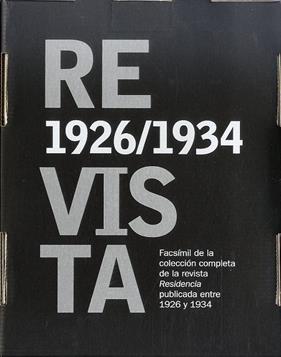 RE
1926/1934
VIS
TA
Facsímil de la
colección completa
de la revista
Residencia
publicada entre
1926 y 1934